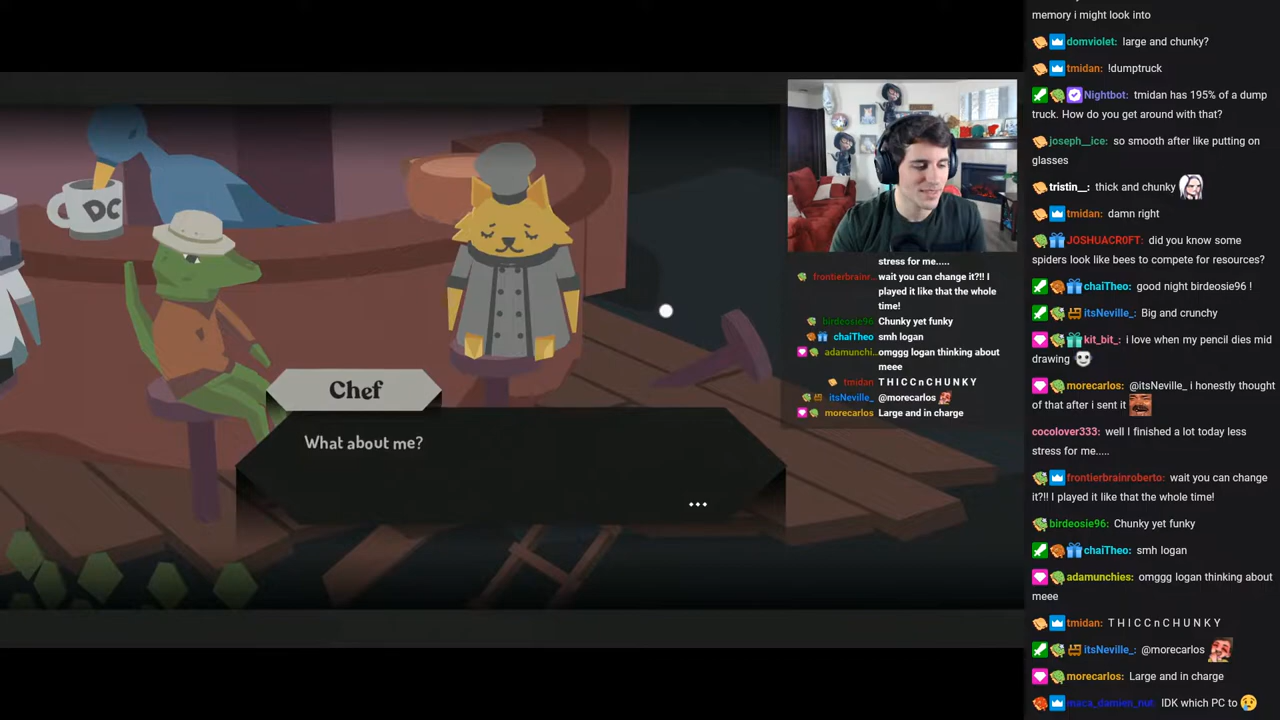 DC
Chef
What about me?
...
stress for me.....
frontierbrainr... wait you can change it?!! I
played it like that the whole
time!
birdeosie96 Chunky yet funky
chaiTheo smh logan
adamunchi... omggg logan thinking about
meee
tmidan T H I C C n C H U N K Y
itsNeville_ @morecarlos
morecarlos Large and in charge
memory i might look into
domviolet: large and chunky?
tmidan: !dumptruck
Nightbot: tmidan has 195% of a dump
truck. How do you get around with that?
joseph__ice: so smooth after like putting on
glasses
tristin__: thick and chunky
tmidan: damn right
JOSHUACR0FT: did you know some
spiders look like bees to compete for resources?
chaiTheo: good night birdeosie96 !
itsNeville_: Big and crunchy
kit_bit_: i love when my pencil dies mid
drawing
morecarlos: @itsNeville_ i honestly thought
of that after i sent it
cocolover333: well I finished a lot today less
stress for me.....
frontierbrainroberto: wait you can change
it?!! I played it like that the whole time!
birdeosie96: Chunky yet funky
chaiTheo: smh logan
adamunchies: omggg logan thinking about
meee
tmidan: T H I C C n C H U N K Y
itsNeville_: @morecarlos
morecarlos: Large and in charge
maca_damien_nut: IDK which PC to